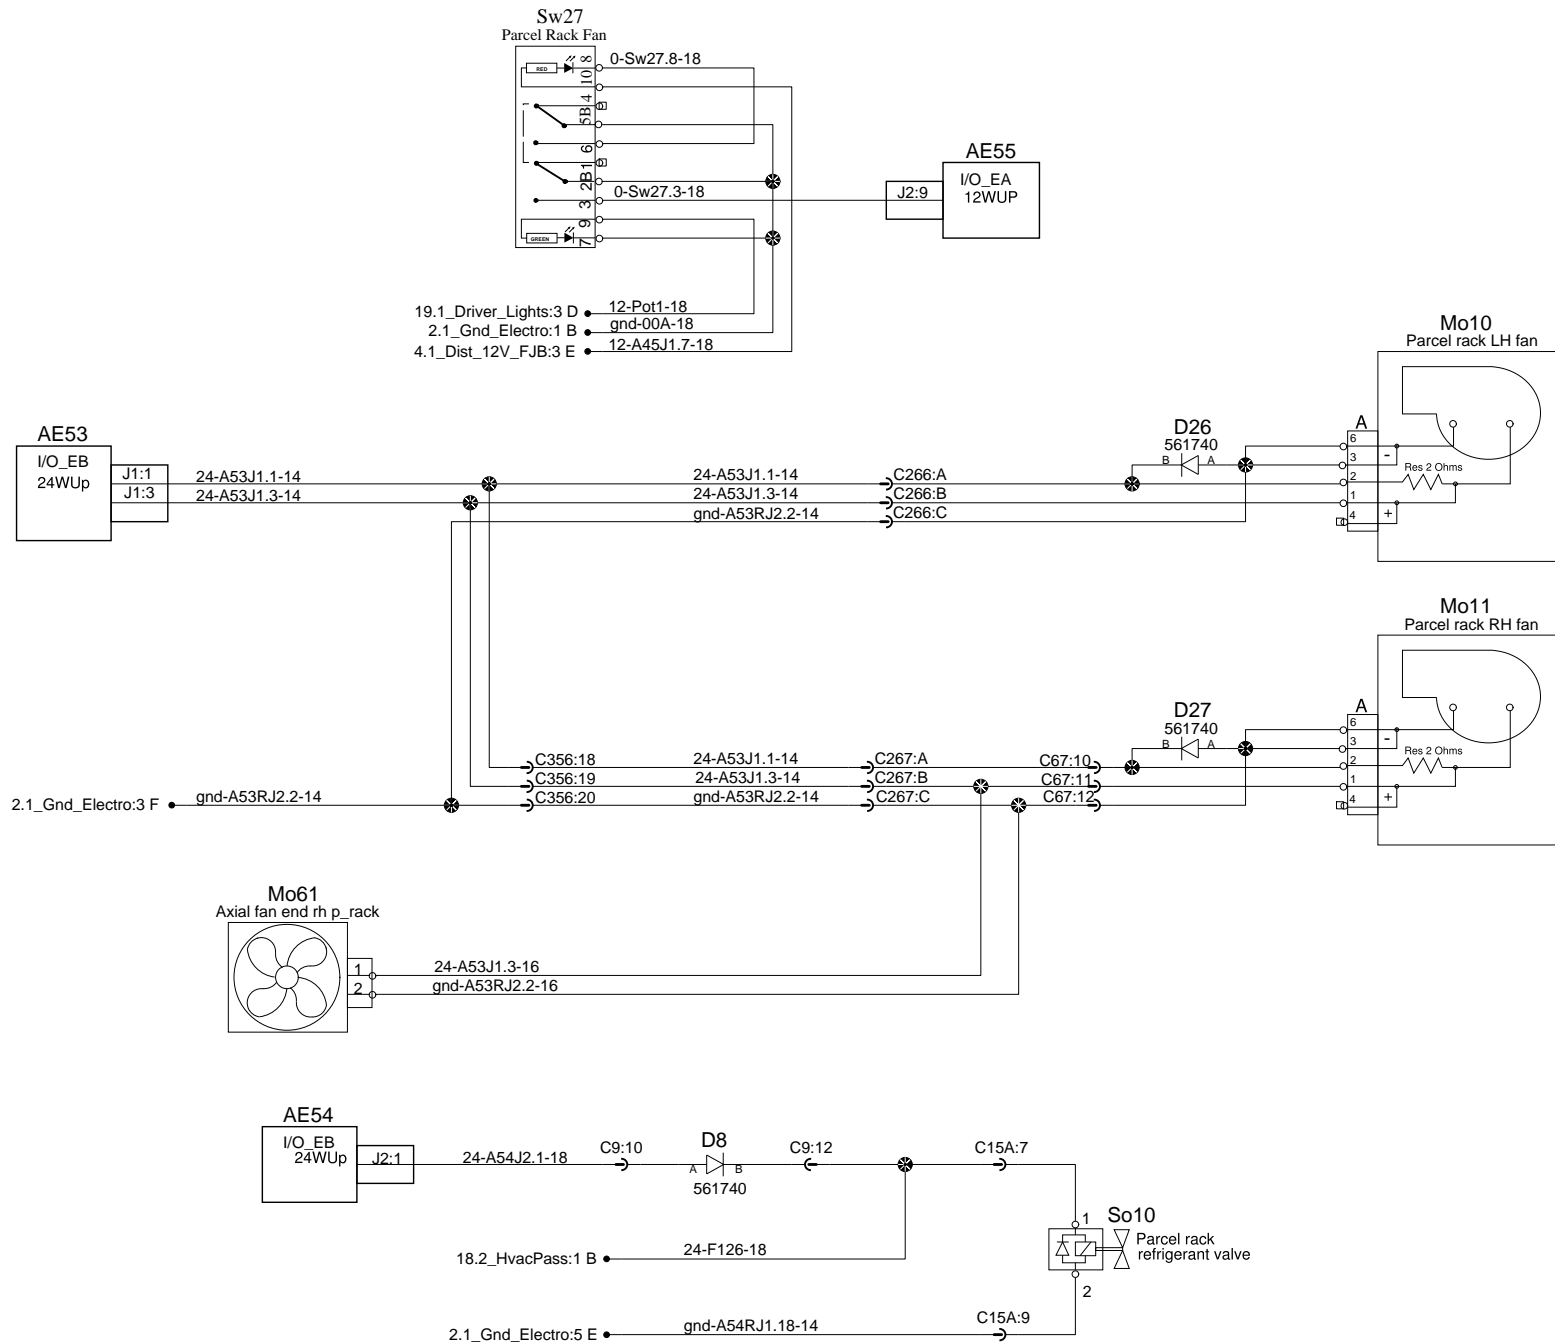 Sw27
Parcel Rack Fan
RED
8
10
4
5B
6
1
2B
3
9
7
GREEN
0-Sw27.8-18
0-Sw27.3-18
AE55
I/O_EA
12WUP
J2:9
19.1_Driver_Lights:3 D
12-Pot1-18
2.1_Gnd_Electro:1 B
gnd-00A-18
4.1_Dist_12V_FJB:3 E
12-A45J1.7-18
Mo10
Parcel rack LH fan
AE53
I/O_EB
24WUp
J1:1
J1:3
24-A53J1.1-14
24-A53J1.3-14
24-A53J1.1-14
24-A53J1.3-14
gnd-A53RJ2.2-14
C266:A
C266:B
C266:C
D26
561740
B
A
A
6
3
2
1
4
-
+
Res 2 Ohms
Mo11
Parcel rack RH fan
D27
561740
B
A
A
6
3
2
1
4
-
+
Res 2 Ohms
C356:18
C356:19
C356:20
24-A53J1.1-14
24-A53J1.3-14
gnd-A53RJ2.2-14
C267:A
C267:B
C267:C
C67:10
C67:11
C67:12
2.1_Gnd_Electro:3 F
gnd-A53RJ2.2-14
Mo61
Axial fan end rh p_rack
1
2
24-A53J1.3-16
gnd-A53RJ2.2-16
AE54
I/O_EB
24WUp
J2:1
24-A54J2.1-18
C9:10
D8
A
B
561740
C9:12
C15A:7
1
So10
Parcel rack
refrigerant valve
2
18.2_HvacPass:1 B
24-F126-18
2.1_Gnd_Electro:5 E
gnd-A54RJ1.18-14
C15A:9